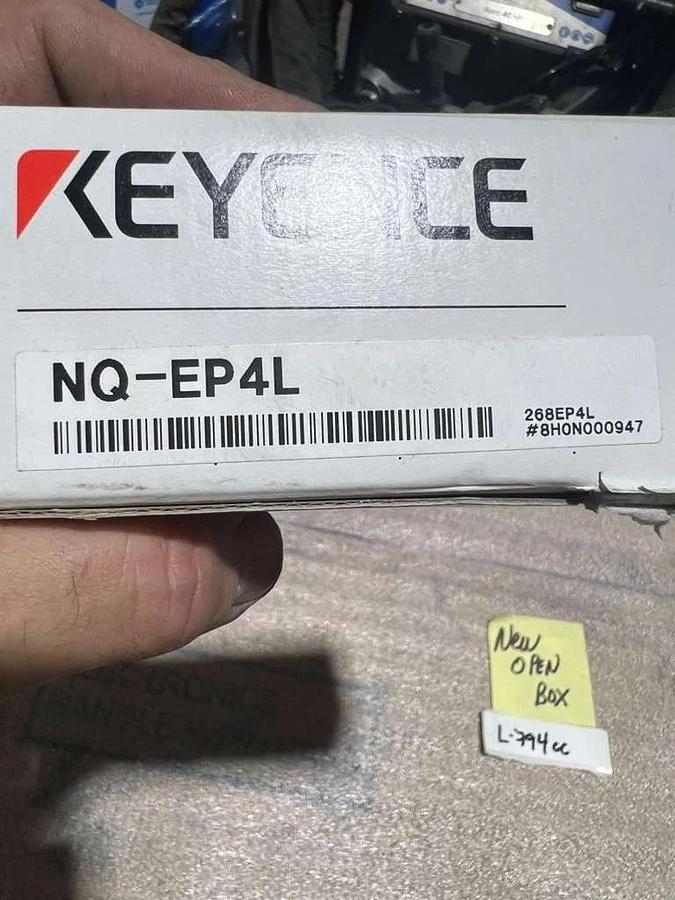 KEYENCE
NQ-EP4L
268EP4L
#8H0N000947
New
OPEN
BOX
L-794cc